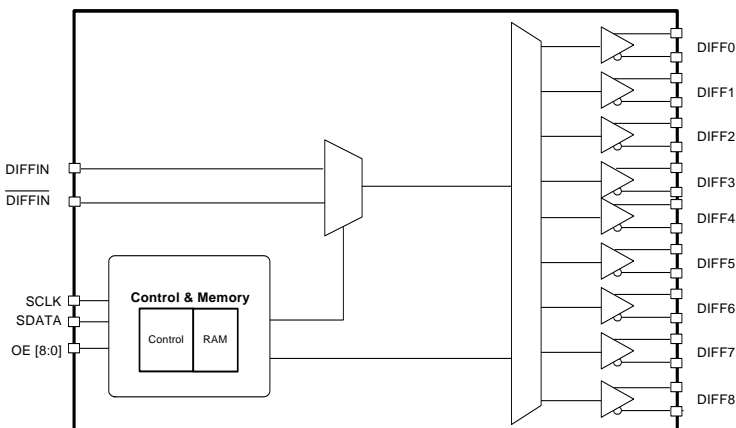 DIFF0
DIFF1
DIFF2
DIFFIN
DIFF3
DIFFIN
DIFF4
DIFF5
SCLK
Control & Memory
SDATA
DIFF6
Control
RAM
OE [8:0]
DIFF7
DIFF8